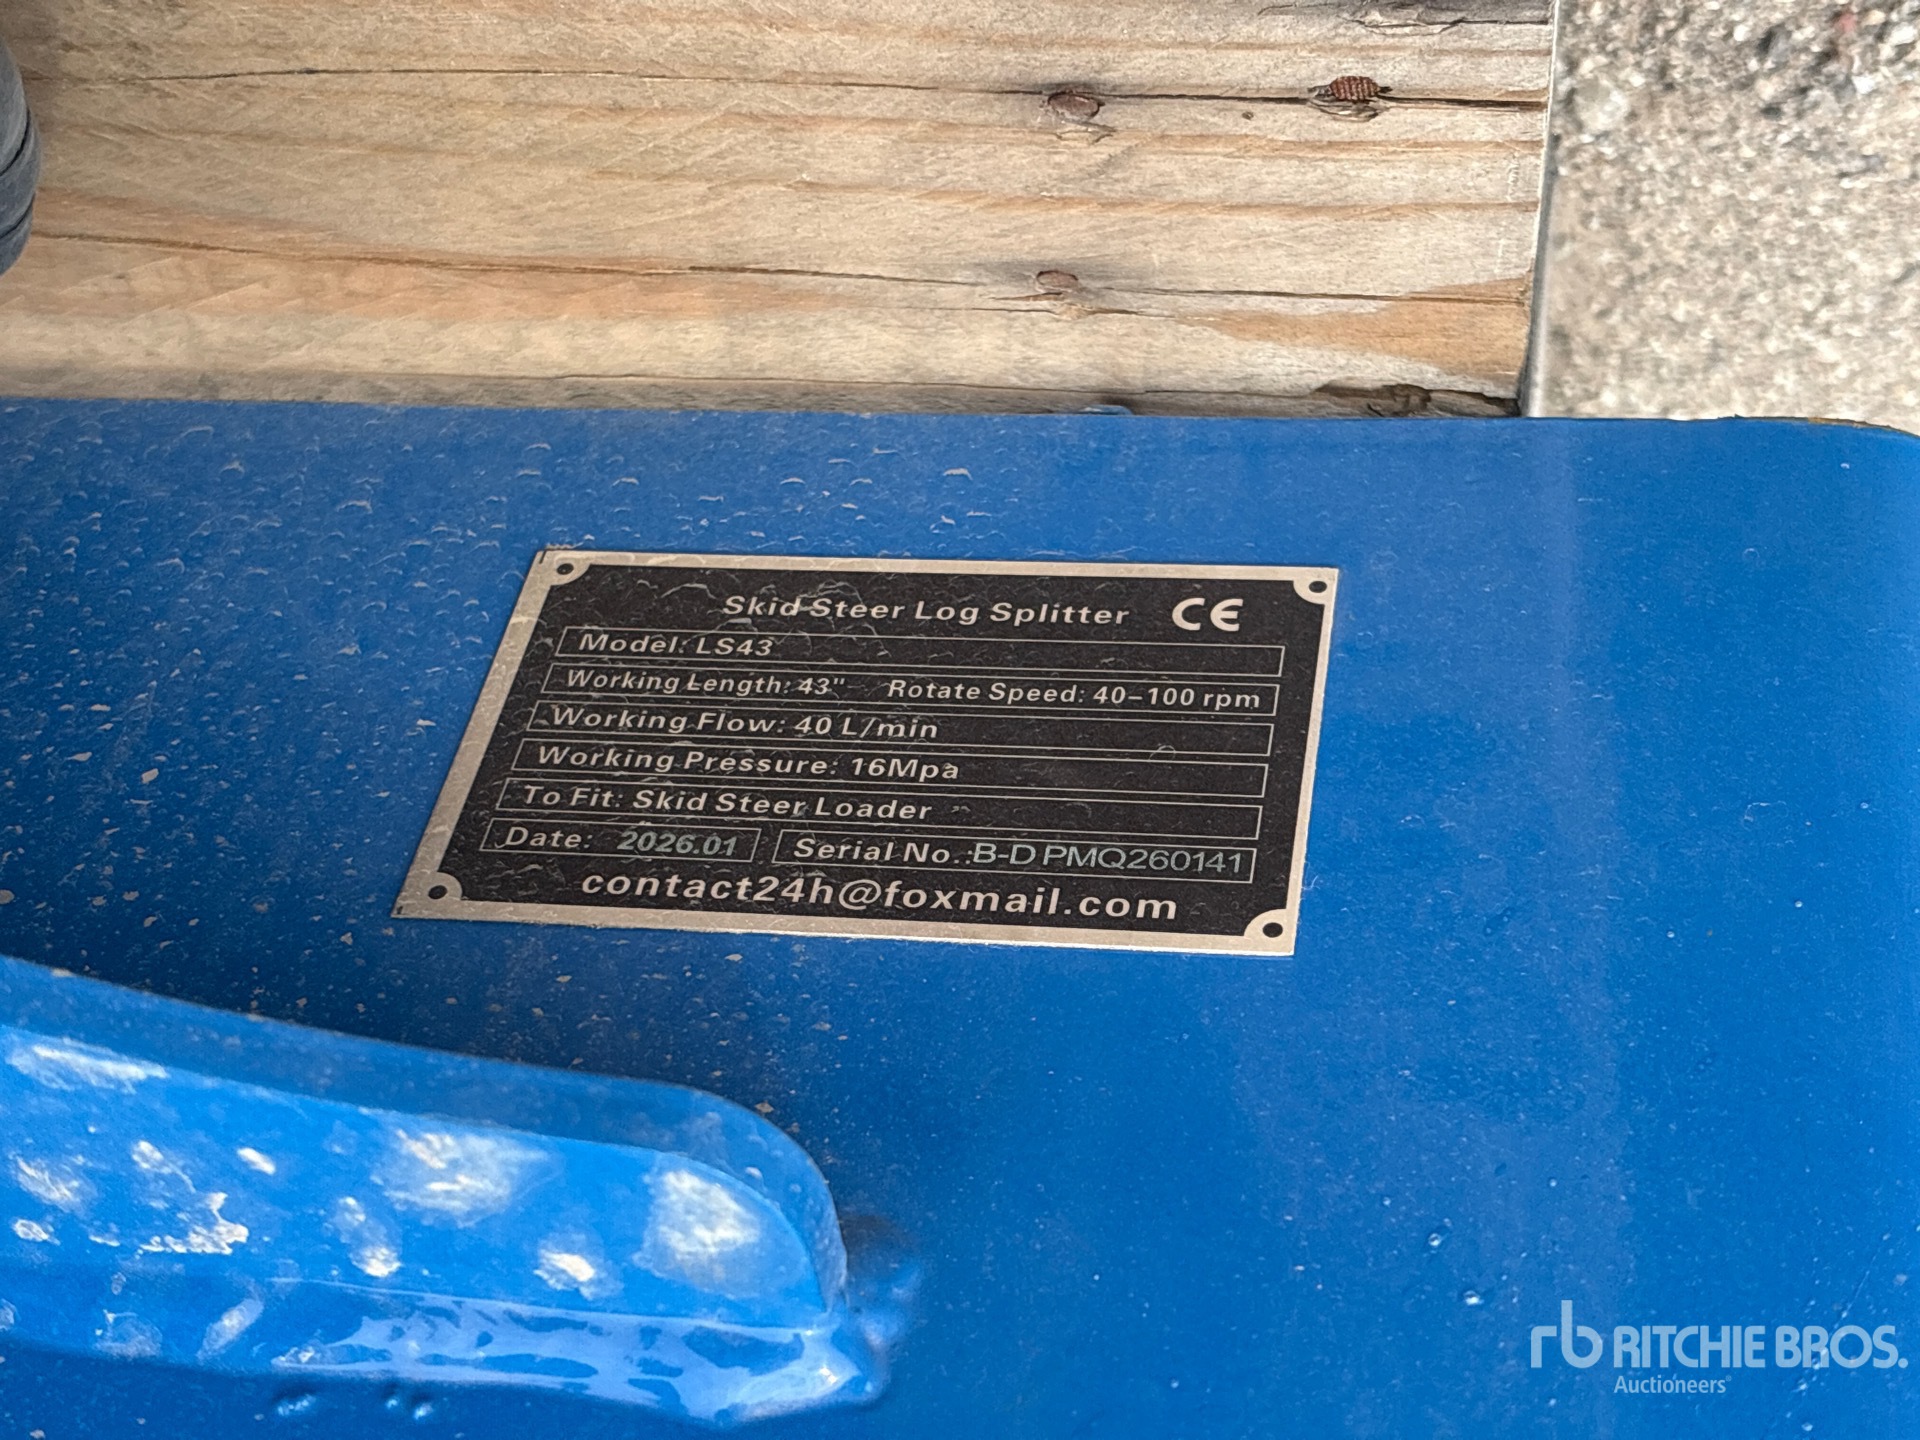 Skid Steer Log Splitter CE
Model: LS43
Working Length: 43" Rotate Speed: 40-100 rpm
Working Flow: 40 L/min
Working Pressure: 16Mpa
To Fit: Skid Steer Loader
Date: 2026.01 Serial No.:B-DPMQ260141
contact24h@foxmail.com
rb RITCHIE BROS.
Auctioneers